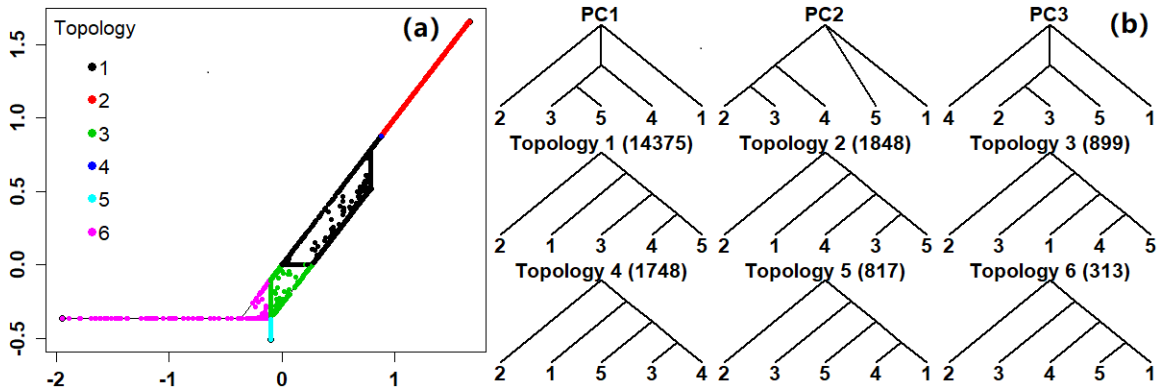 Topology
1
2
3
4
5
6
(a)
1.5
1.0
0.5
0.0
-0.5
-2 -1 0 1
PC1 PC2 PC3 (b)
2 3 5 4 1 2 3 4 5 1 4 2 3 5 1
Topology 1 (14375) Topology 2 (1848) Topology 3 (899)
2 1 3 4 5 2 1 4 3 5 2 3 1 4 5
Topology 4 (1748) Topology 5 (817) Topology 6 (313)
2 1 5 3 4 2 3 5 4 1 2 3 4 5 1